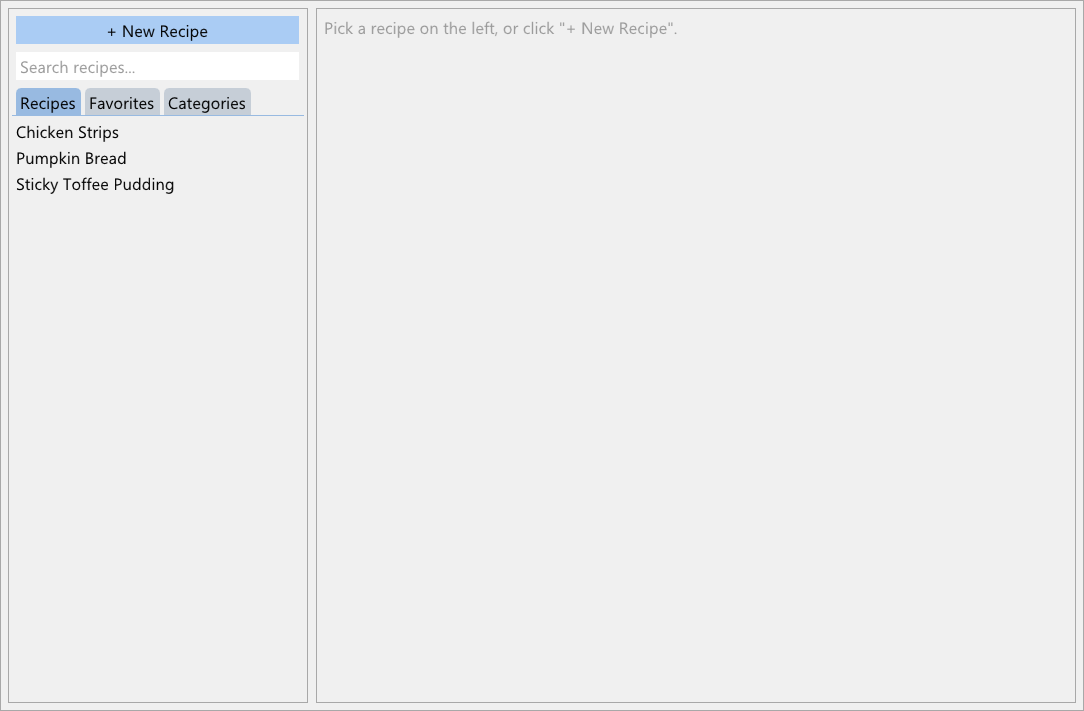 + New Recipe
Search recipes...
Recipes Favorites Categories
Chicken Strips
Pumpkin Bread
Sticky Toffee Pudding
Pick a recipe on the left, or click "+ New Recipe".